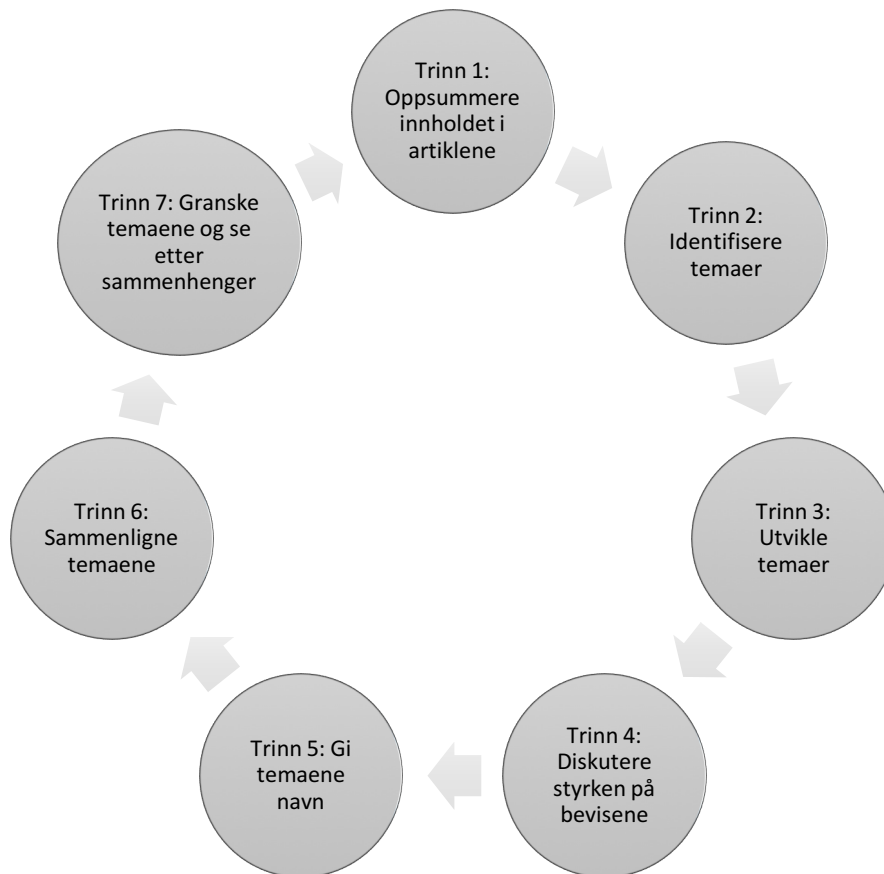 Trinn 1:
Oppsummere
innholdet i
artiklene
Trinn 2:
Identifisere
temaer
Trinn 3:
Utvikle
temaer
Trinn 4:
Diskutere
styrken på
bevisene
Trinn 5: Gi
temaene
navn
Trinn 6:
Sammenligne
temaene
Trinn 7: Granske
temaene og se
etter
sammenhenger